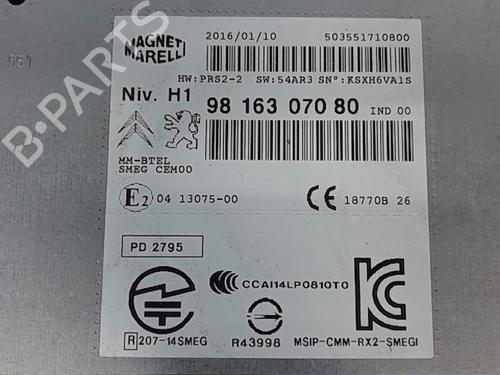 551
MAGNET
MARELLI
2016/01/10 503551710800
HW:PRS2-2 SW:54AR3 SN°:KSXH6VA1S
Niv. H1
98 163 070 80 IND 00
MM-BTEL
SMEG CEM00
E2 04 13075-00 CE 18770B 26
PD 2795
CCAI14LP0810T0
R 207-14SMEG R43998 MSIP-CMM-RX2-SMEGI
B-PARTS